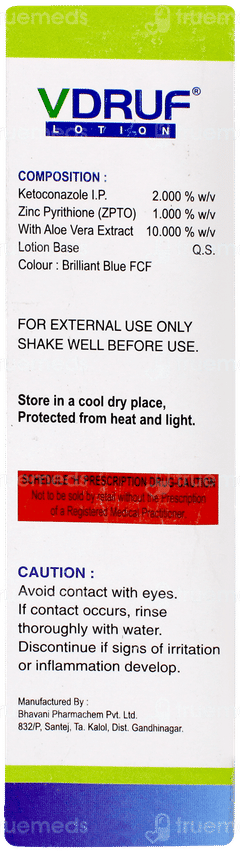 truemeds
VDRUF®
LOTION
COMPOSITION :
Ketoconazole I.P. 2.000 % w/v
Zinc Pyrithione (ZPTO) 1.000 % w/v
With Aloe Vera Extract 10.000 % w/v
Lotion Base Q.S.
Colour : Brilliant Blue FCF
FOR EXTERNAL USE ONLY
SHAKE WELL BEFORE USE.
Store in a cool dry place,
Protected from heat and light.
SCHEDULE H PRESCRIPTION DRUG-CAUTION
Not to be sold by retail without the Prescription
of a Registered Medical Practitioner.
CAUTION :
Avoid contact with eyes.
If contact occurs, rinse
thoroughly with water.
Discontinue if signs of irritation
or inflammation develop.
Manufactured By :
Bhavani Pharmachem Pvt. Ltd.
832/P, Santej, Ta. Kalol, Dist. Gandhinagar.
truemeds